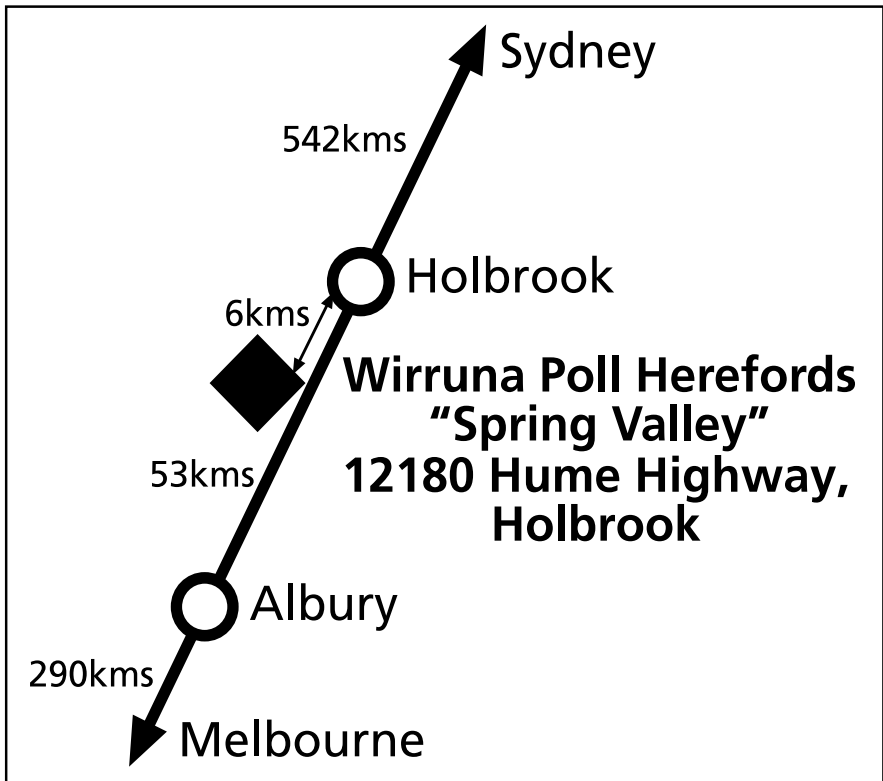 Sydney
542kms
Holbrook
6kms
Wirruna Poll Herefords
“Spring Valley”
12180 Hume Highway,
Holbrook
53kms
Albury
290kms
Melbourne